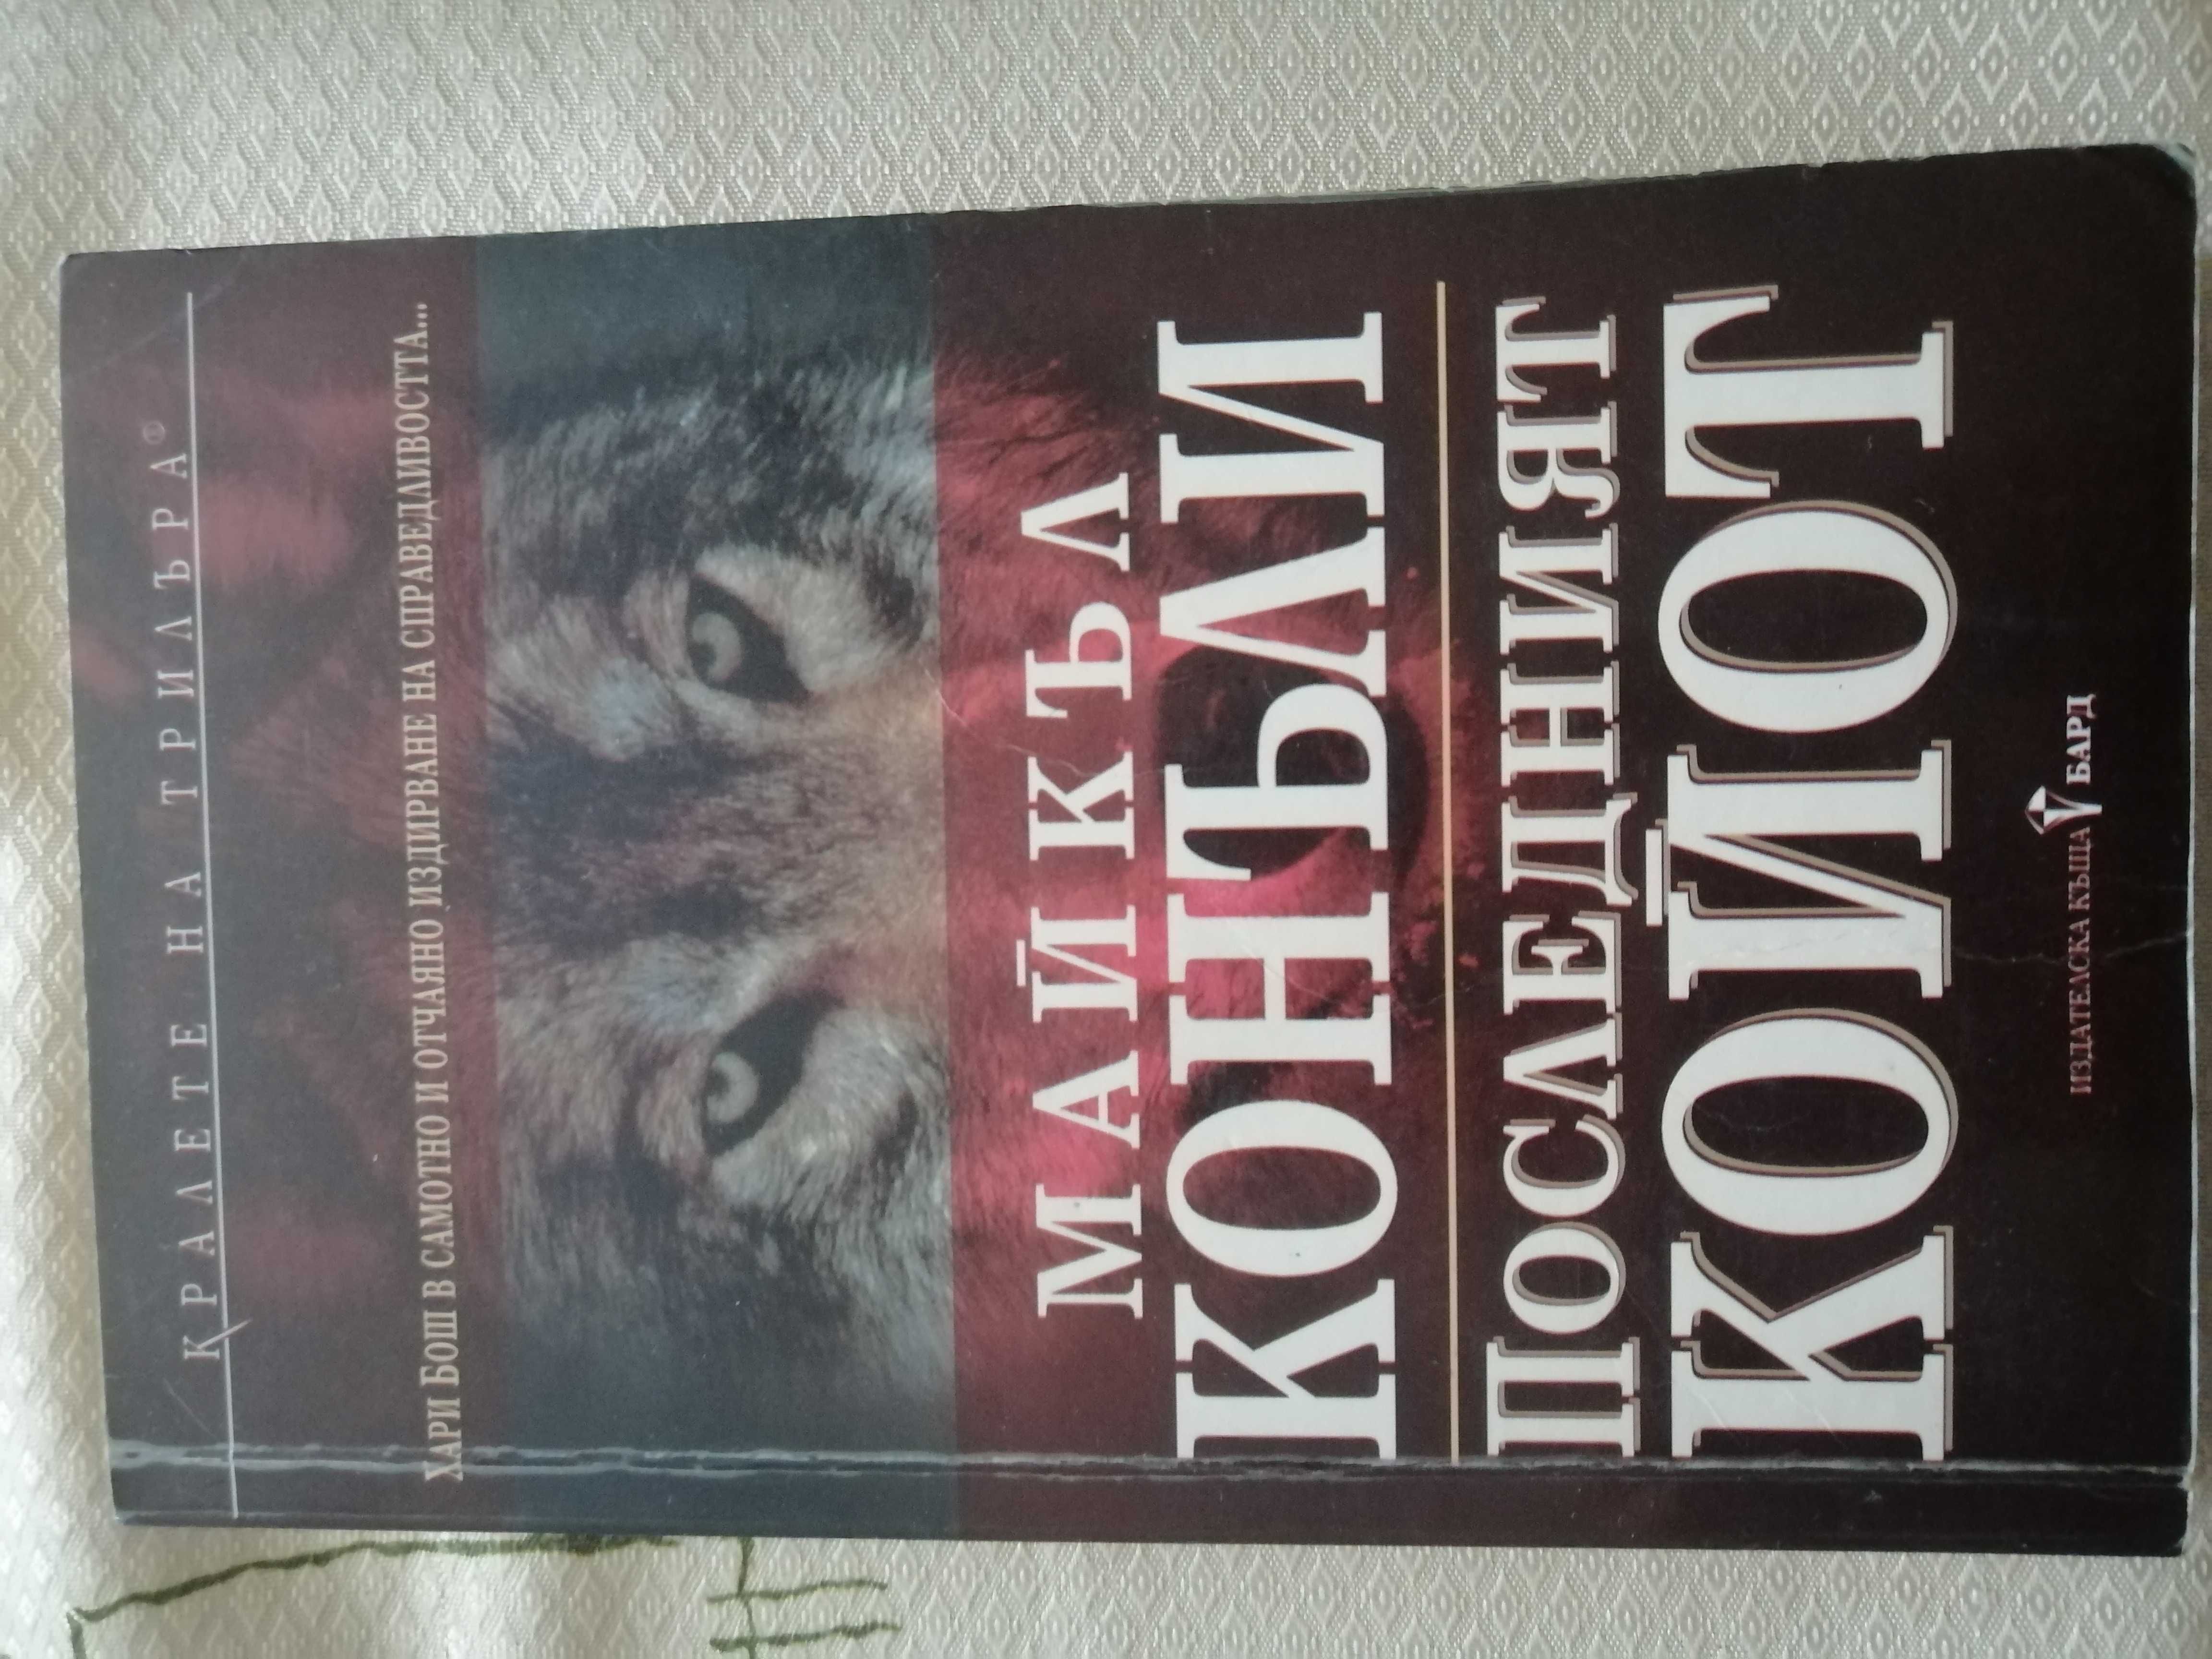 КРАЛЕТЕ НА ТРИЛЪРА®
ХАРИ БОШ В САМОТНО И ОТЧАЯНО ИЗДИРВАНЕ НА СПРАВЕДЛИВОСТТА...
МАЙКЪЛ
КОНЪЛИ
ПОСЛЕДНИЯТ
КОЙОТ
ИЗДАТЕЛСКА КЪЩА БАРД